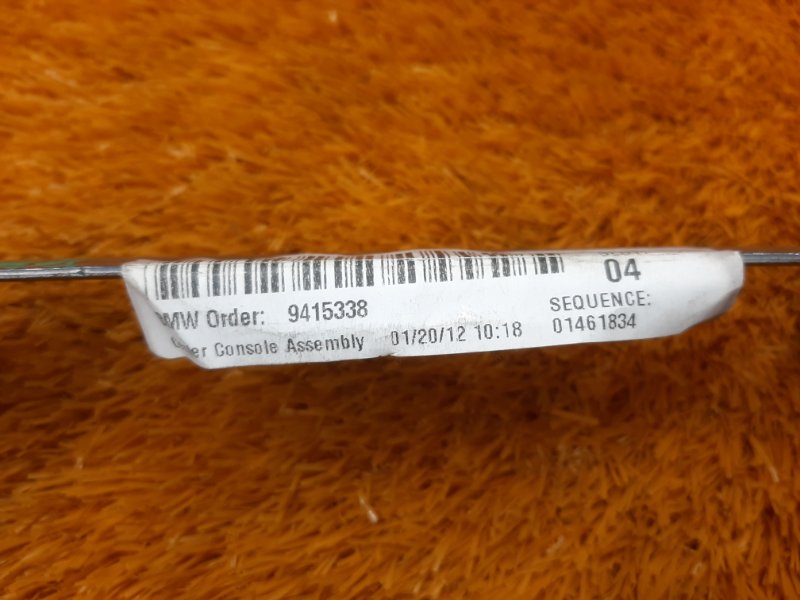 04
MW Order: 9415338
SEQUENCE:
Console Assembly 01/20/12 10:18
01461834